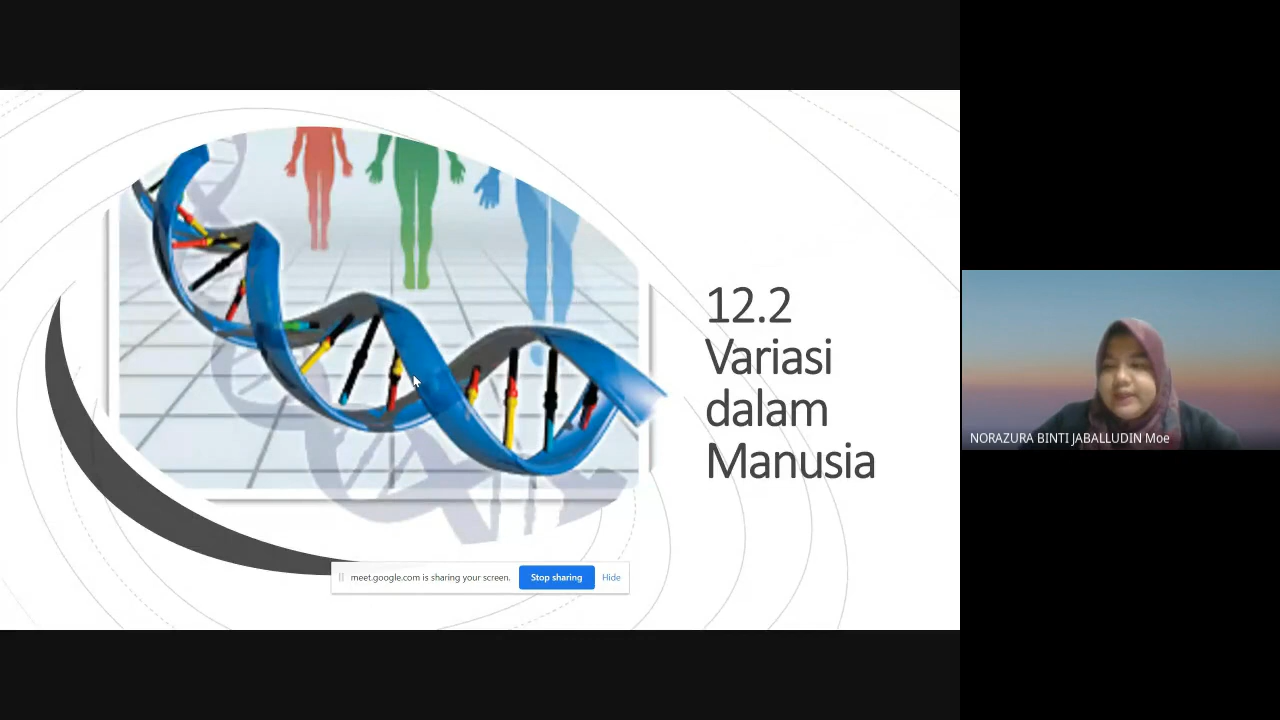 12.2
Variasi
dalam
Manusia
NORAZURA BINTI JABALLUDIN Moe
meet.google.com is sharing your screen.
Stop sharing
Hide